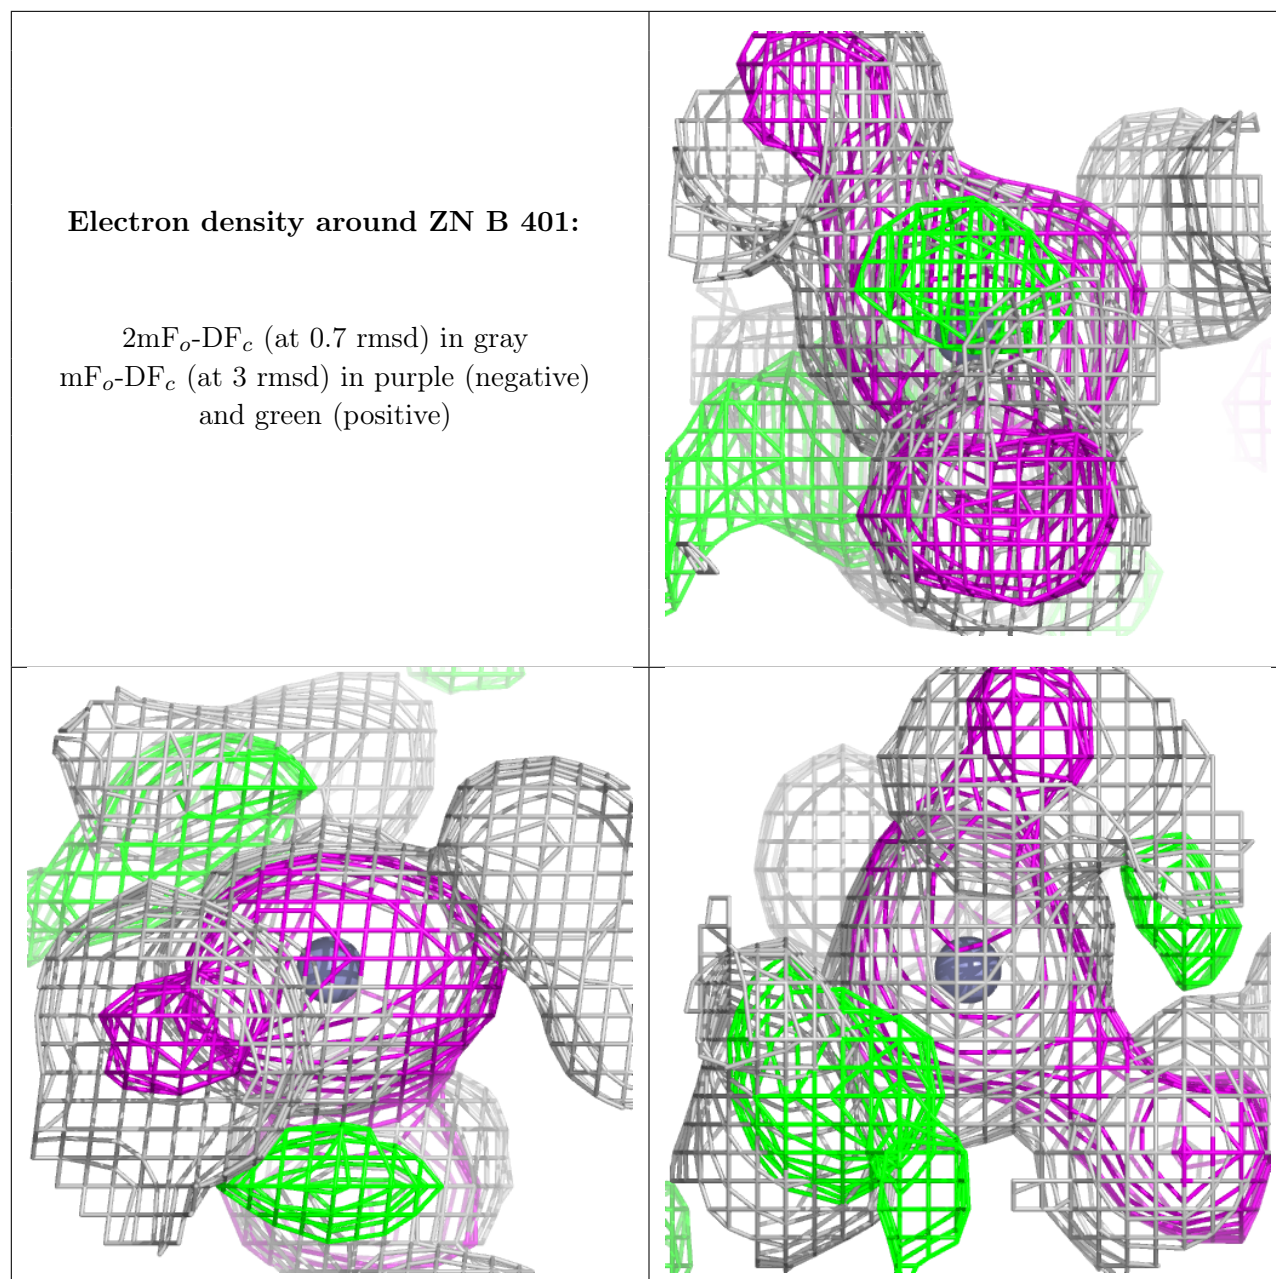 Electron density around ZN B 401:
2mFo-DFc (at 0.7 rmsd) in gray
mFo-DFc (at 3 rmsd) in purple (negative)
and green (positive)